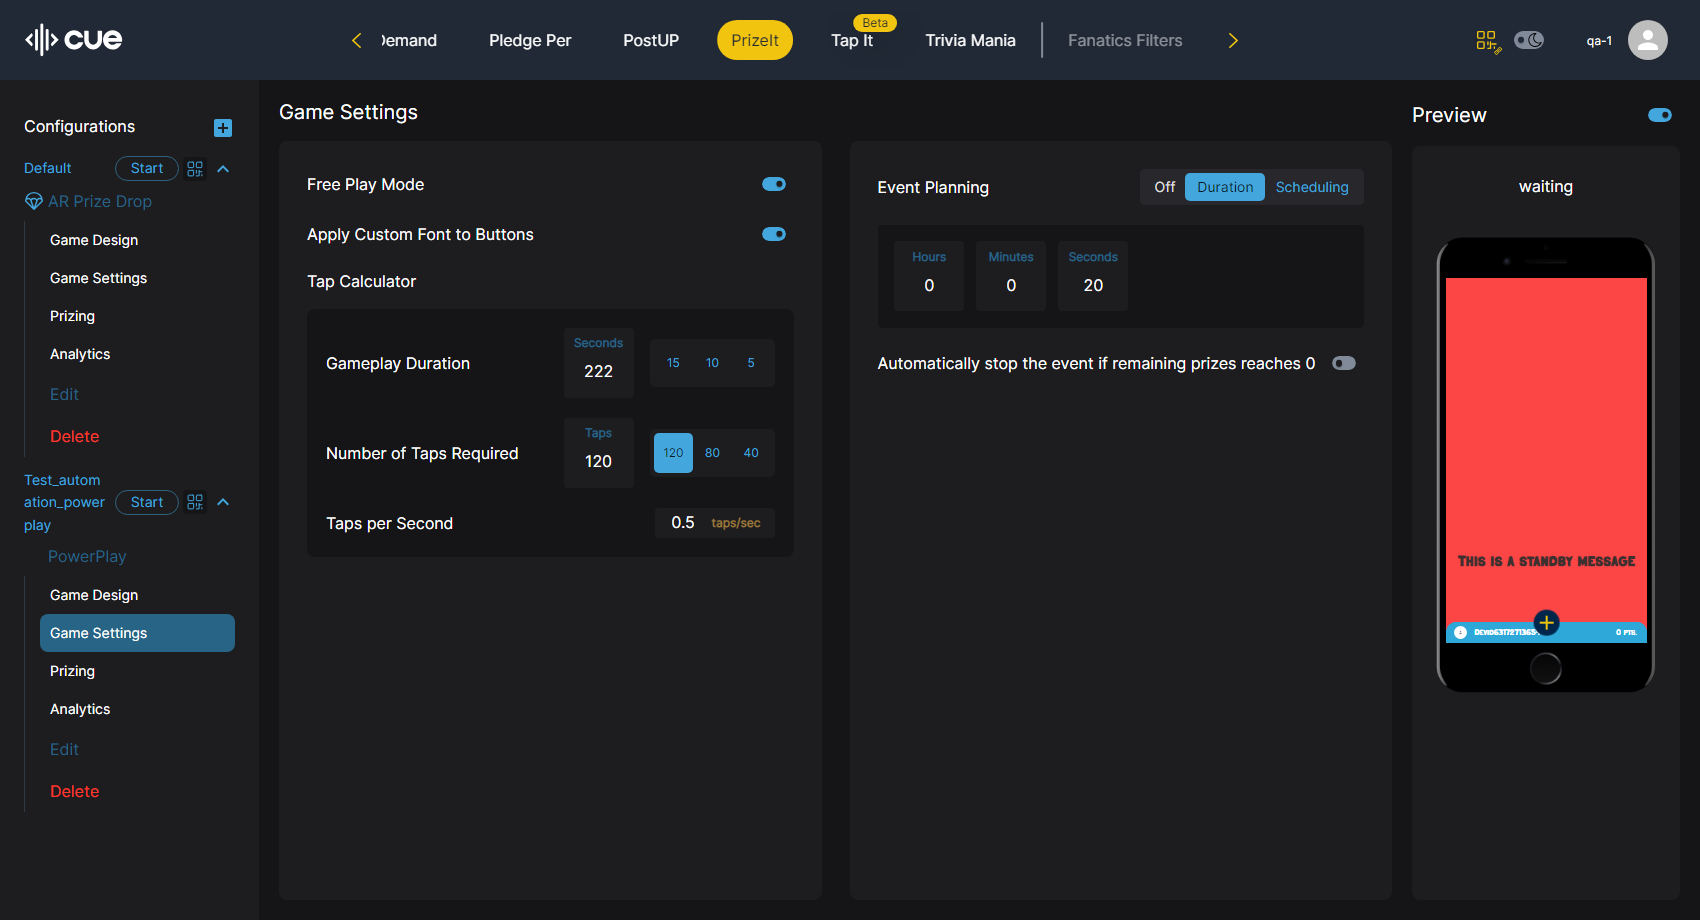 cue
Demand
Pledge Per
PostUP
PrizeIt
Beta
Tap It
Trivia Mania
Fanatics Filters
qa-1
Configurations
Default
Start
AR Prize Drop
Game Design
Game Settings
Prizing
Analytics
Edit
Delete
Test_autom
ation_power
play
Start
PowerPlay
Game Design
Game Settings
Prizing
Analytics
Edit
Delete
Game Settings
Free Play Mode
Apply Custom Font to Buttons
Tap Calculator
Gameplay Duration
Seconds
222
15 10 5
Number of Taps Required
Taps
120
120 80 40
Taps per Second
0.5 taps/sec
Event Planning
Off Duration Scheduling
Hours
0
Minutes
0
Seconds
20
Automatically stop the event if remaining prizes reaches 0
Preview
waiting
This is a standby message
0 pts.